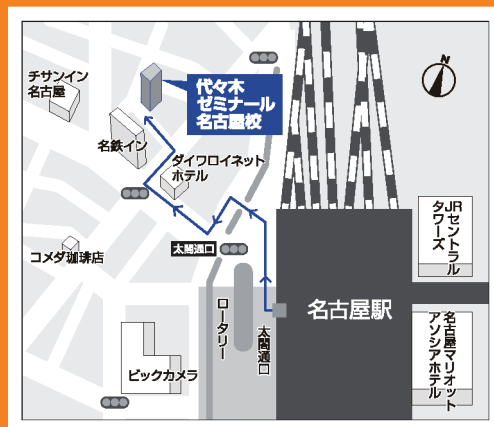 N
チサンイン
名古屋
代々木
ゼミナール
名古屋校
名鉄イン
ダイワロイネット
ホテル
コメダ珈琲店
太閤通口
ロータリー
太閤通口
名古屋駅
JRセントラル
タワーズ
名古屋マリオット
アソシアホテル
ビックカメラ